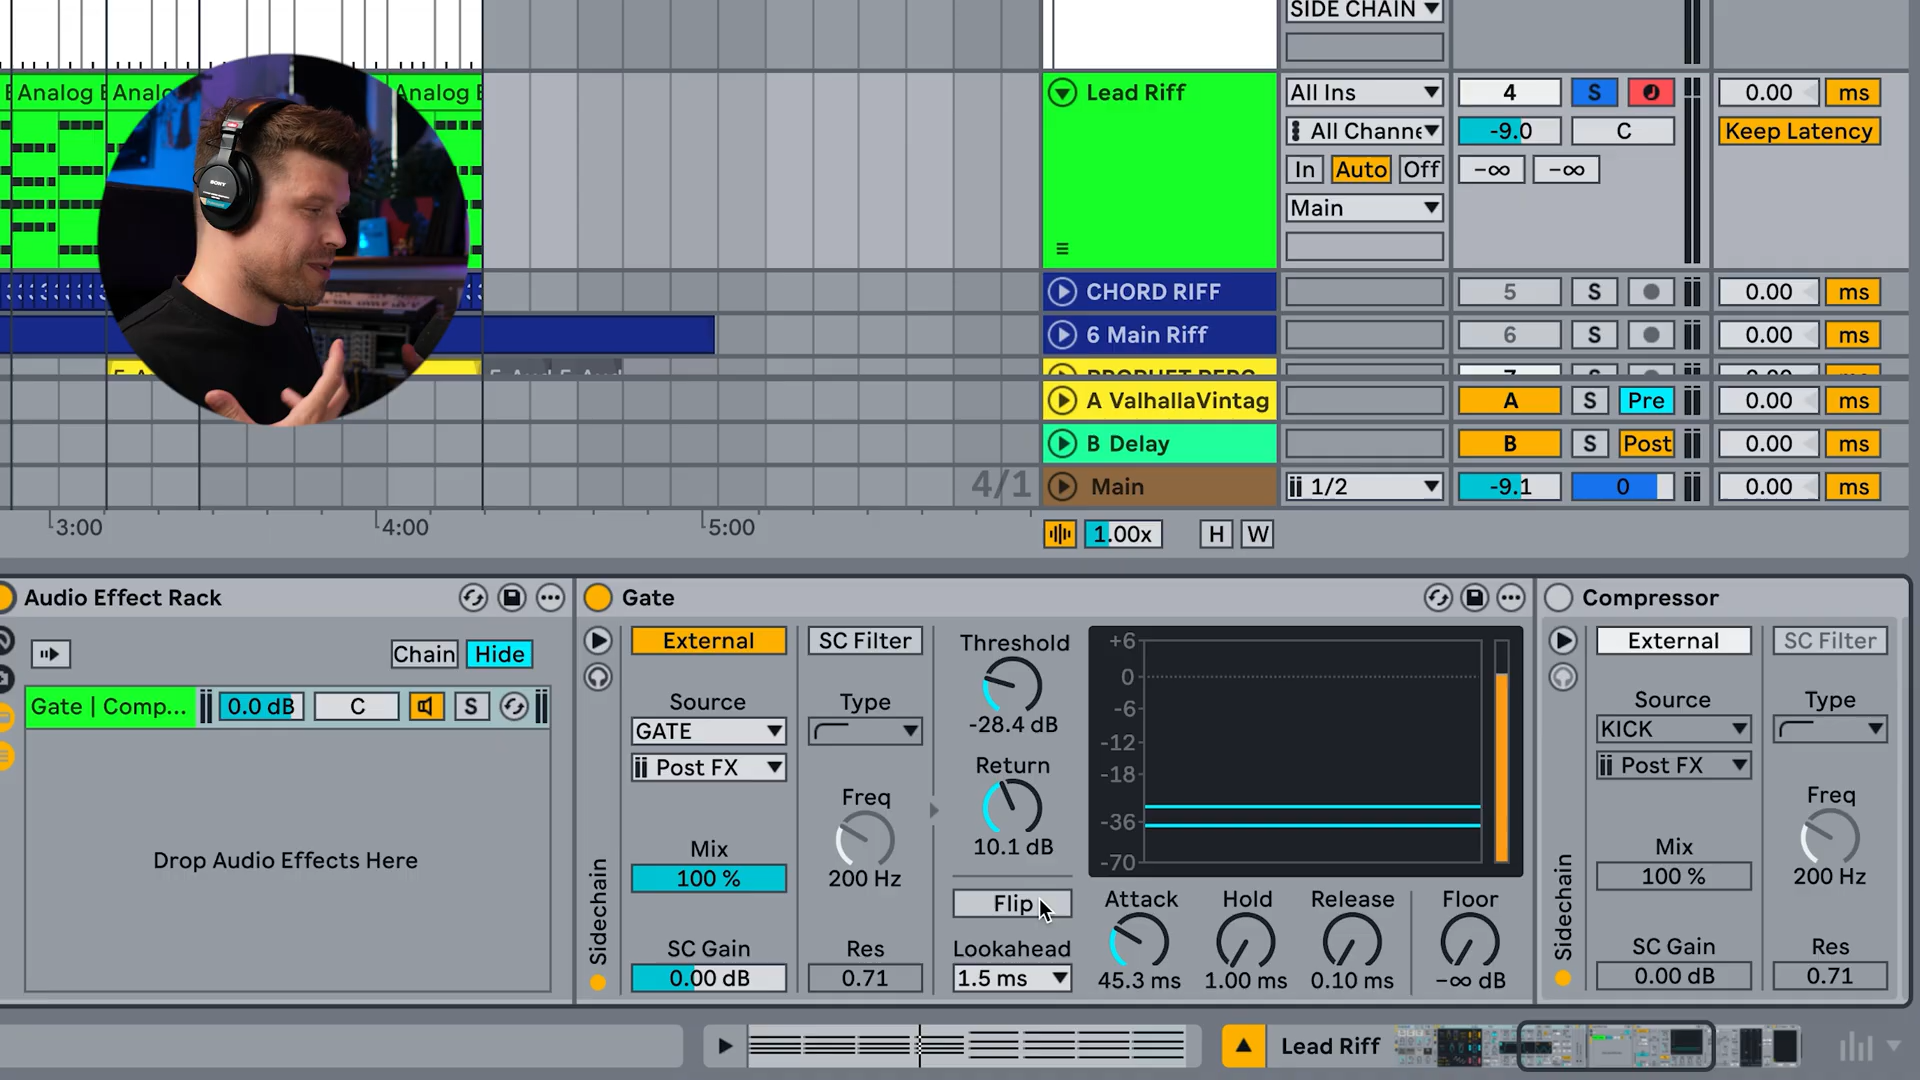 SIDE CHAIN
Analog E Analo Analog E
Lead Riff All Ins 4 S 0.00 ms
All Channe -9.0 C Keep Latency
In Auto Off -∞ -∞
Main
CHORD RIFF 5 S 0.00 ms
6 Main Riff 6 S 0.00 ms
A ValhallaVintag A S Pre 0.00 ms
B Delay B S Post 0.00 ms
4/1 Main 1/2 -9.1 0 0.00 ms
3:00 4:00 5:00 1.00x H W
SONY
Audio Effect Rack
Chain Hide
Gate | Comp... 0.0 dB C S
Drop Audio Effects Here
Gate
Sidechain
External
Source
GATE
Post FX
Mix
100 %
SC Gain
0.00 dB
SC Filter
Type
Freq
200 Hz
Res
0.71
Threshold
-28.4 dB
Return
10.1 dB
Flip
Lookahead
1.5 ms
+6
0
-6
-12
-18
-36
-70
Attack Hold Release Floor
45.3 ms 1.00 ms 0.10 ms -∞ dB
Compressor
Sidechain
External
Source
KICK
Post FX
Mix
100 %
SC Gain
0.00 dB
SC Filter
Type
Freq
200 Hz
Res
0.71
Lead Riff